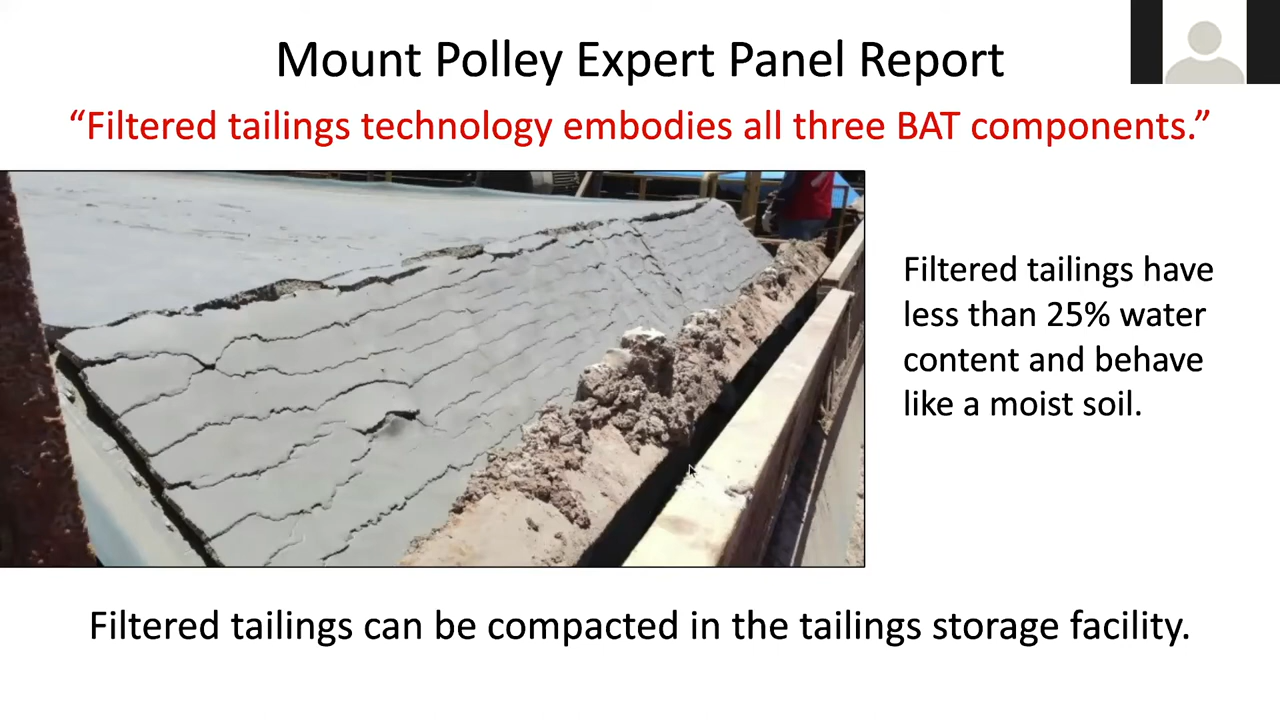 Mount Polley Expert Panel Report
“Filtered tailings technology embodies all three BAT components.”
Filtered tailings have
less than 25% water
content and behave
like a moist soil.
Filtered tailings can be compacted in the tailings storage facility.